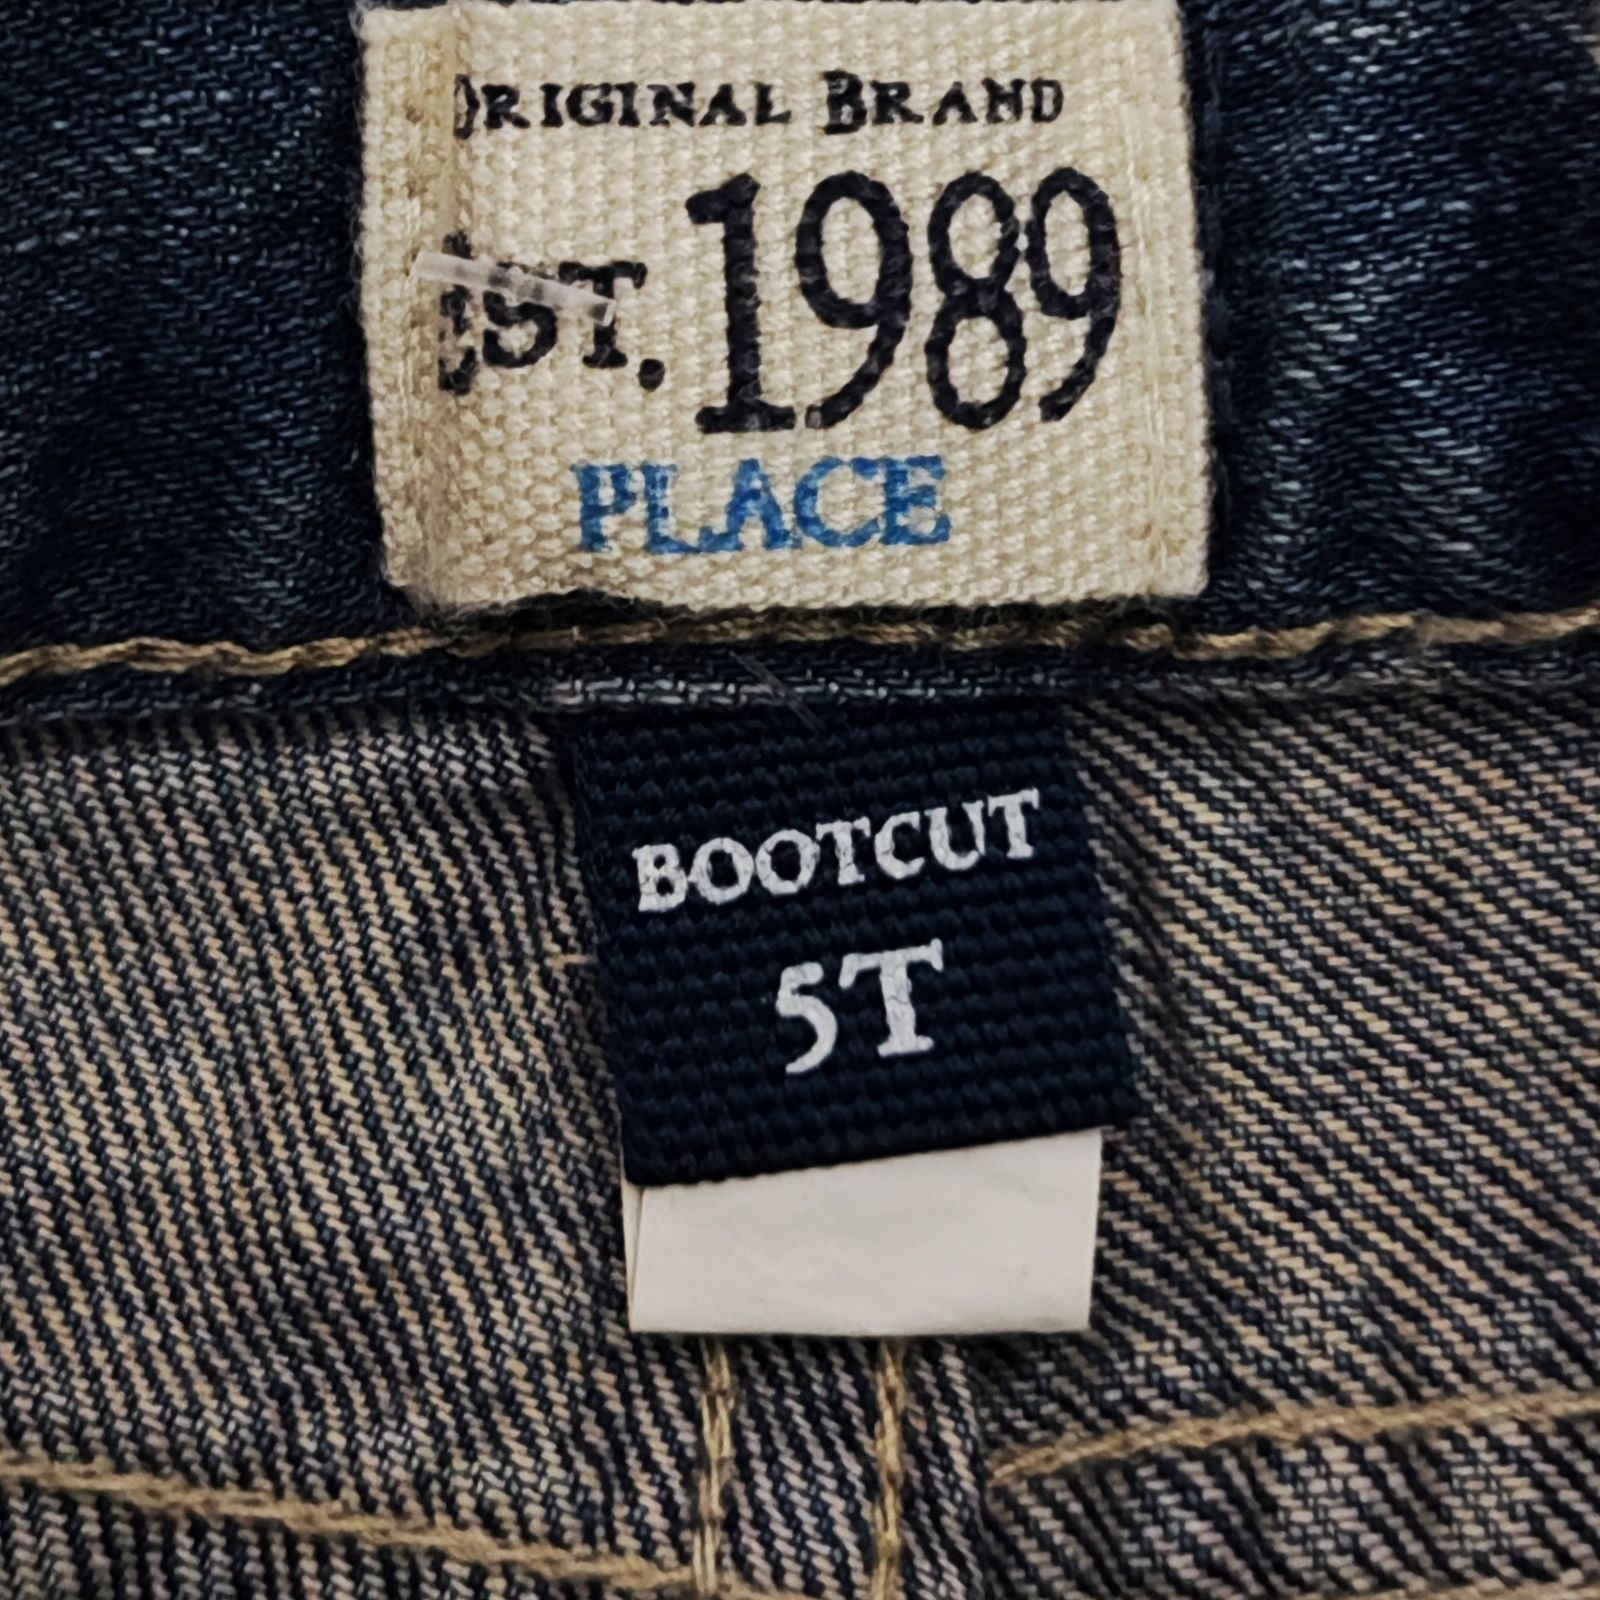 ORIGINAL BRAND
EST. 1989
PLACE
BOOTCUT
5T